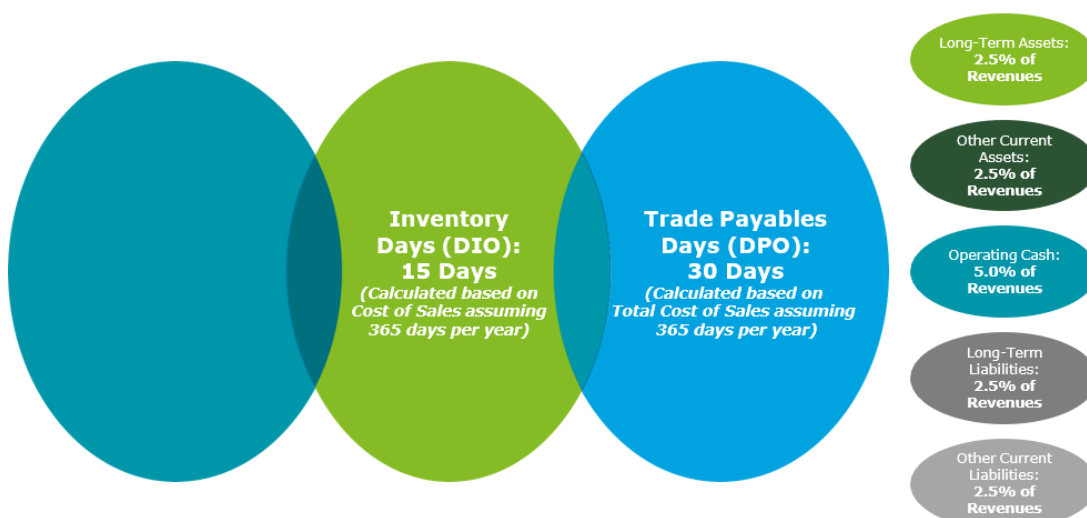 Inventory
Days (DIO):
15 Days
(Calculated based on
Cost of Sales assuming
365 days per year)
Trade Payables
Days (DPO):
30 Days
(Calculated based on
Total Cost of Sales assuming
365 days per year)
Long-Term Assets:
2.5% of
Revenues
Other Current
Assets:
2.5% of
Revenues
Operating Cash:
5.0% of
Revenues
Long-Term
Liabilities:
2.5% of
Revenues
Other Current
Liabilities:
2.5% of
Revenues